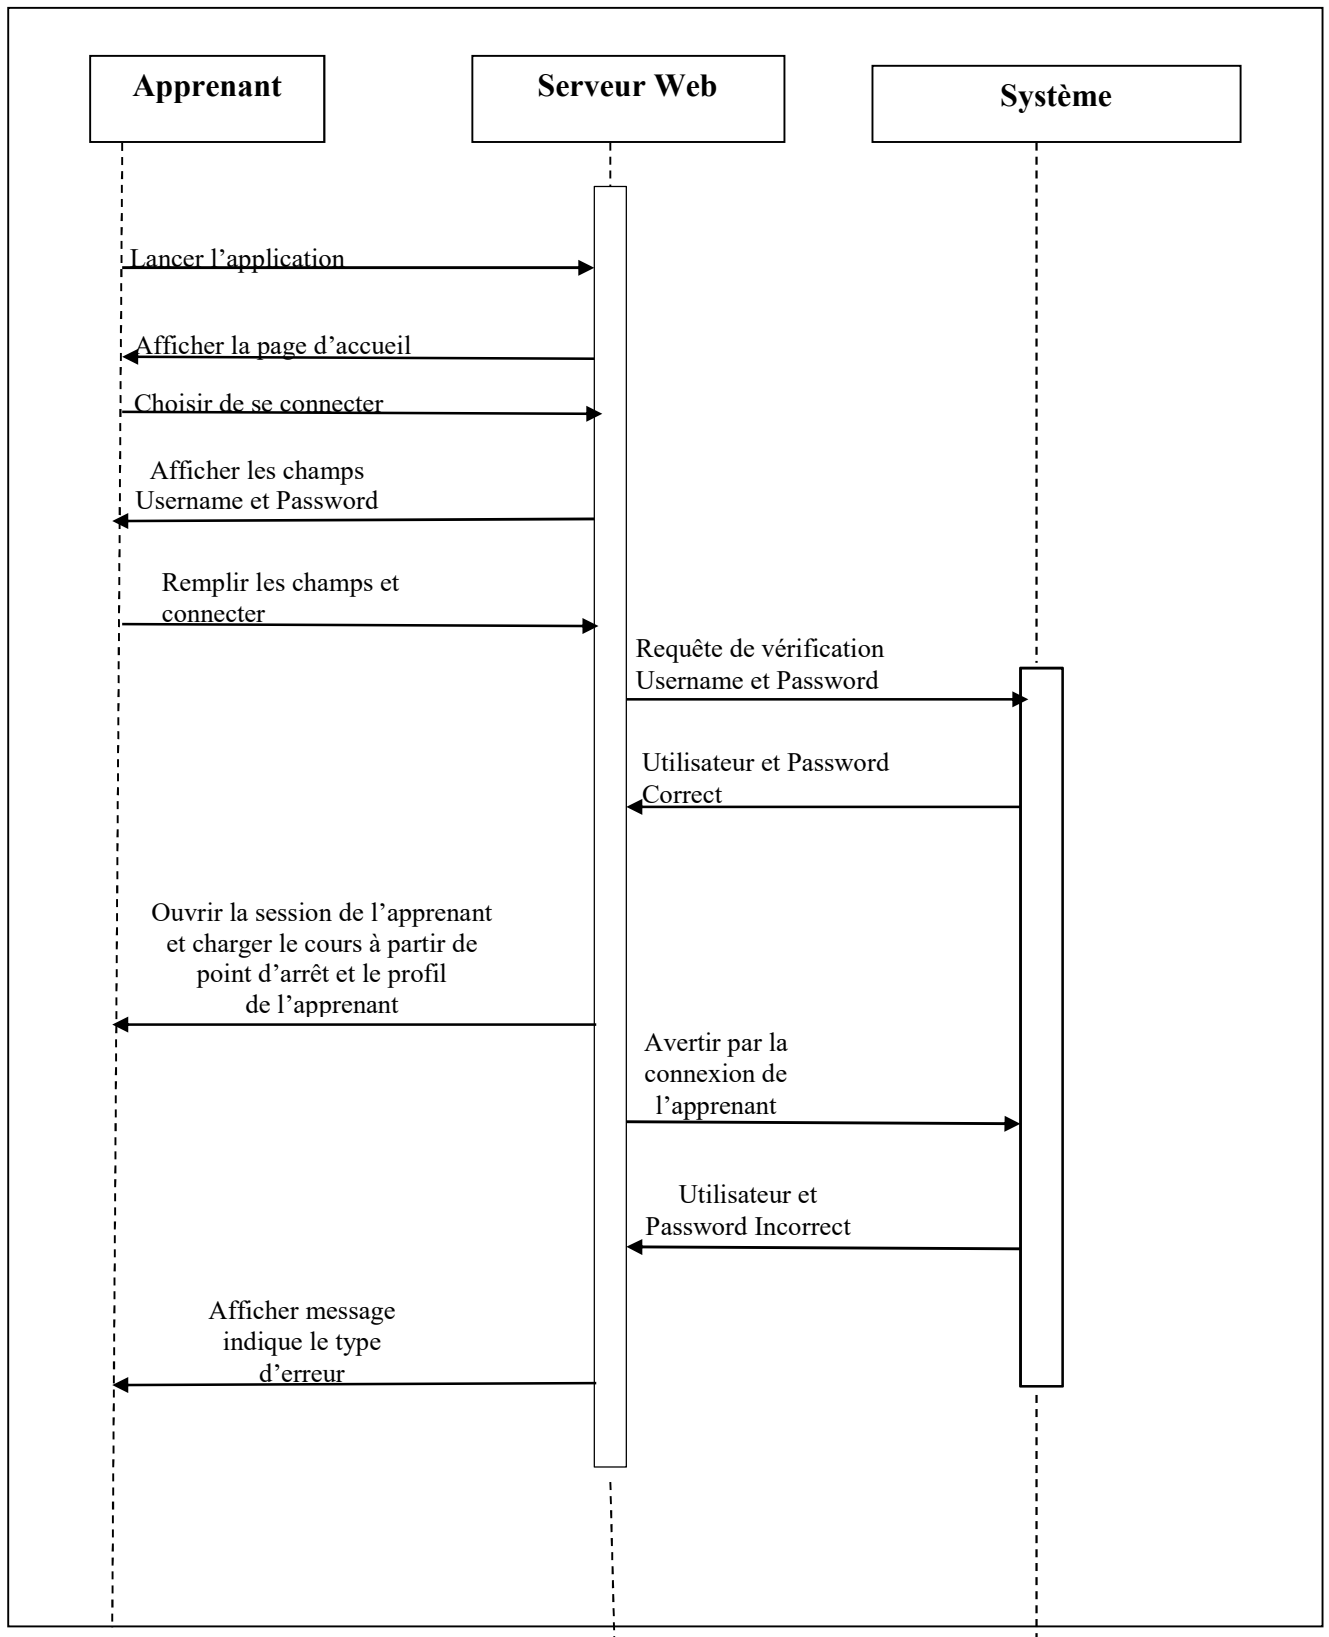 Apprenant
Serveur Web
Système
Lancer l’application
Afficher la page d’accueil
Choisir de se connecter
Afficher les champs
Username et Password
Remplir les champs et
connecter
Requête de vérification
Username et Password
Utilisateur et Password
Correct
Ouvrir la session de l’apprenant
et charger le cours à partir de
point d’arrêt et le profil
de l’apprenant
Avertir par la
connexion de
l’apprenant
Utilisateur et
Password Incorrect
Afficher message
indique le type
d’erreur